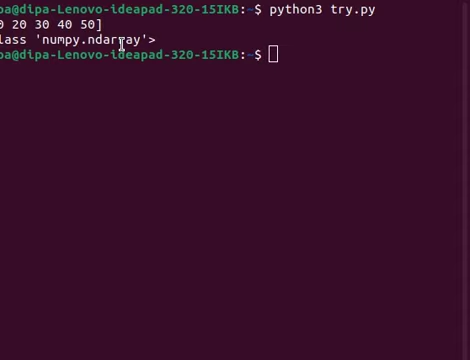 pa@dipa-Lenovo-ideapad-320-15IKB:~$ python3 try.py
0 20 30 40 50]
lass 'numpy.ndarray'>
pa@dipa-Lenovo-ideapad-320-15IKB:~$